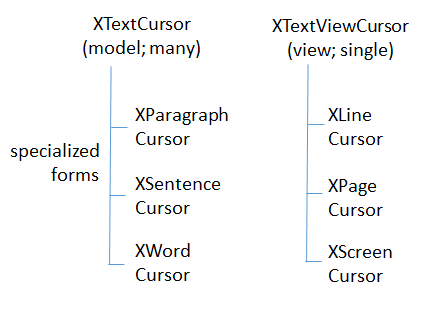 XTextCursor
(model; many)
XTextViewCursor
(view; single)
specialized
forms
XParagraph
Cursor
XSentence
Cursor
XWord
Cursor
XLine
Cursor
XPage
Cursor
XScreen
Cursor